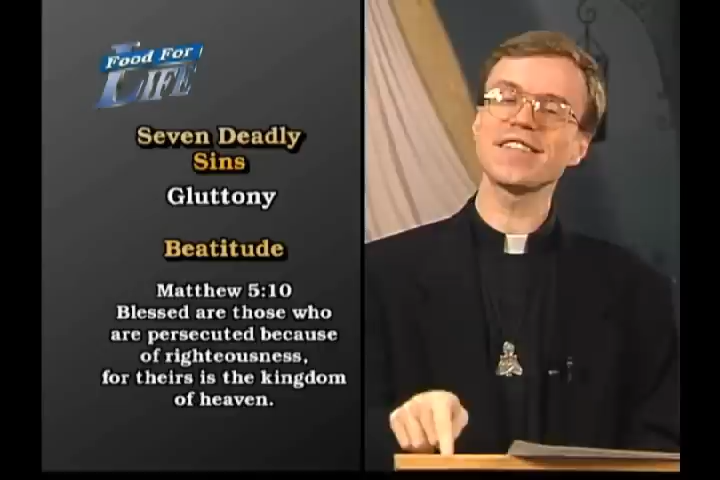 Food For
LIFE
Seven Deadly
Sins
Gluttony
Beatitude
Matthew 5:10
Blessed are those who
are persecuted because
of righteousness,
for theirs is the kingdom
of heaven.